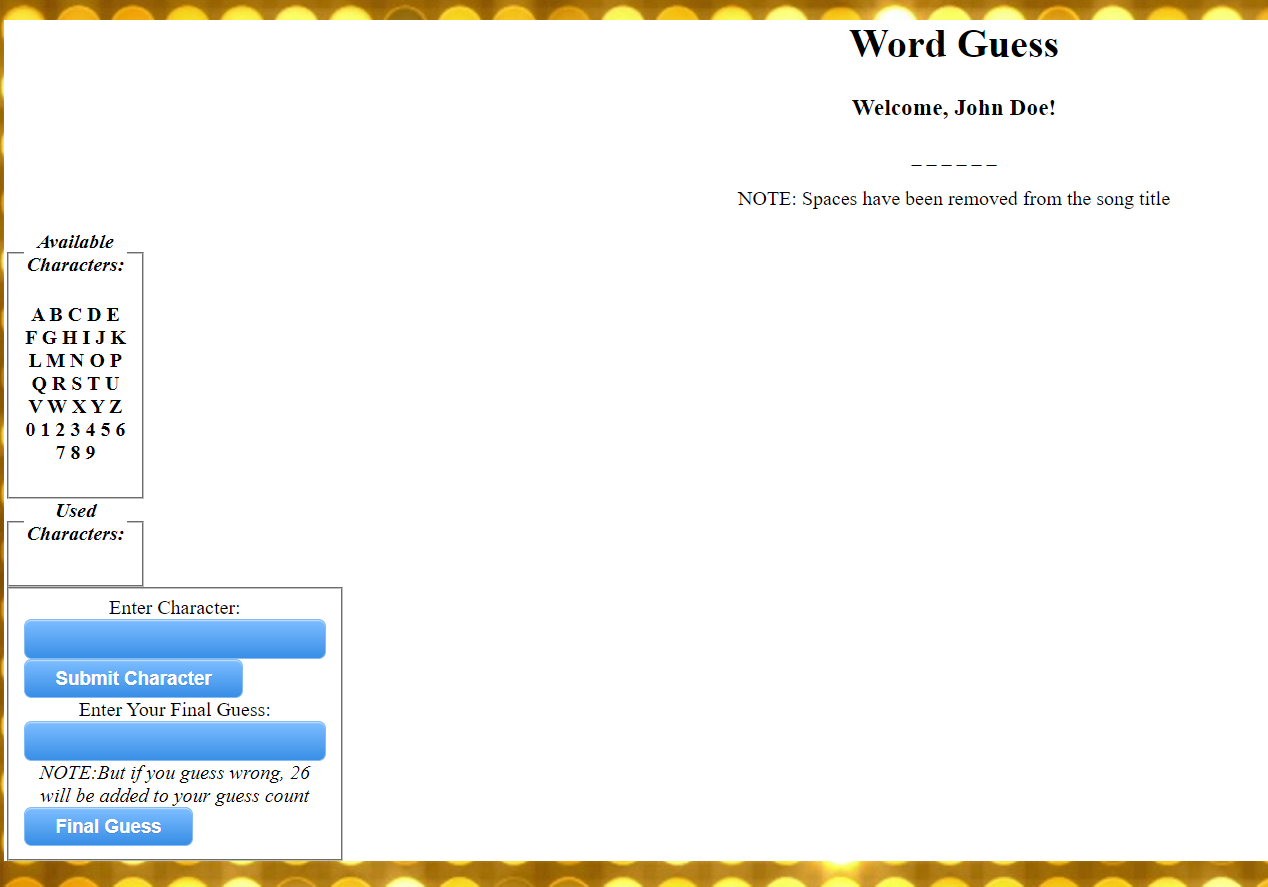 Word Guess
Welcome, John Doe!
_ _ _ _ _ _
NOTE: Spaces have been removed from the song title
Available
Characters:
A B C D E
F G H I J K
L M N O P
Q R S T U
V W X Y Z
0 1 2 3 4 5 6
7 8 9
Used
Characters:
Enter Character:
Submit Character
Enter Your Final Guess:
NOTE:But if you guess wrong, 26
will be added to your guess count
Final Guess